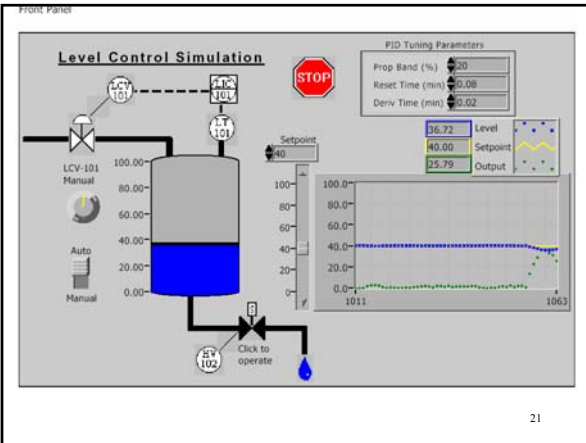 Front Panel
Level Control Simulation
LCV
101
LIC
101
LT
101
STOP
PID Tuning Parameters
Prop Band (%) 20
Reset Time (min) 0.08
Deriv Time (min) 0.02
36.72 Level
40.00 Setpoint
25.79 Output
LCV-101
Manual
Auto
Manual
100.00
80.00
60.00
40.00
20.00
0.00
Setpoint
40
100
80
60
40
20
100.0
80.0
60.0
40.0
20.0
0.0
1011
1063
HV
102
Click to
operate
21